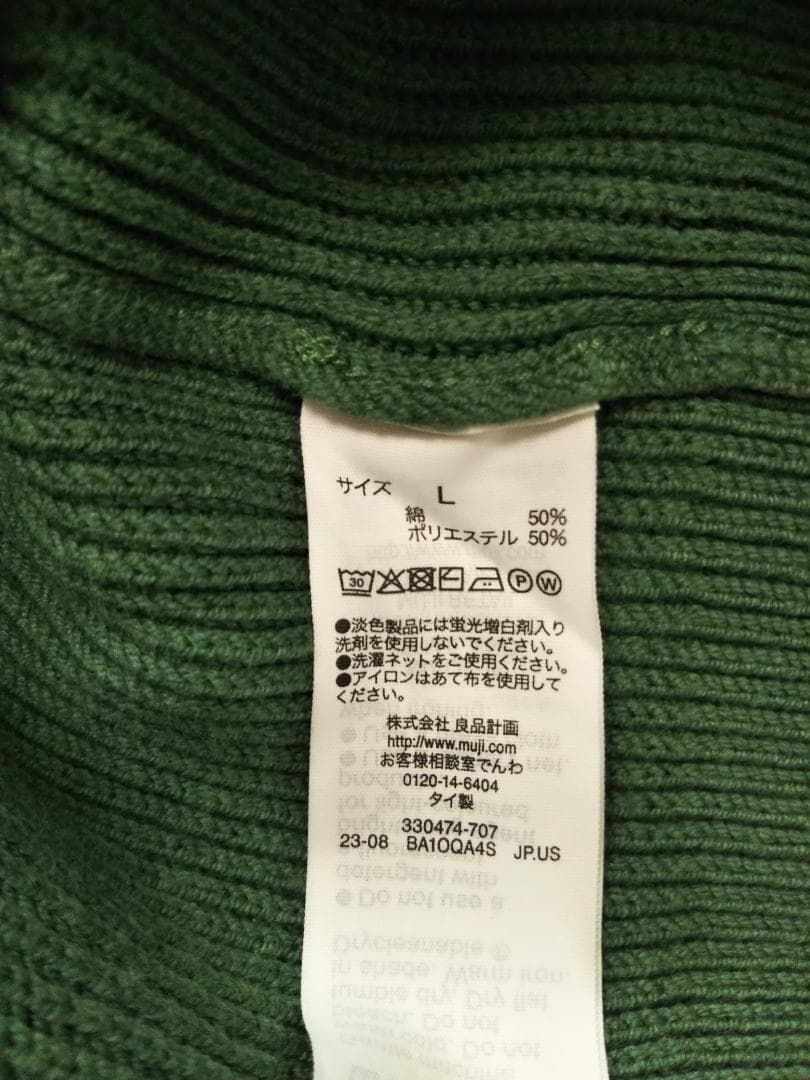 サイズ L
綿 50%
ポリエステル 50%
30 P W
●淡色製品には蛍光増白剤入り
洗剤を使用しないでください。
●洗濯ネットをご使用ください。
●アイロンはあて布を使用して
ください。
株式会社 良品計画
http://www.muji.com
お客様相談室でんわ
0120-14-6404
タイ製
330474-707
23-08 BA1OQA4S JP.US